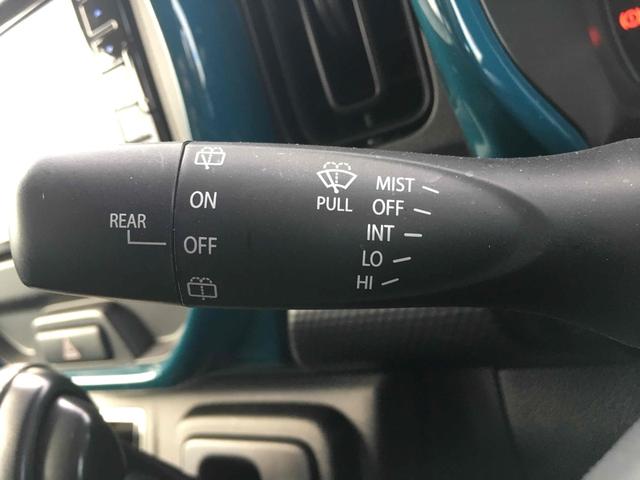 REAR
ON
OFF
PULL
MIST
OFF
INT
LO
HI